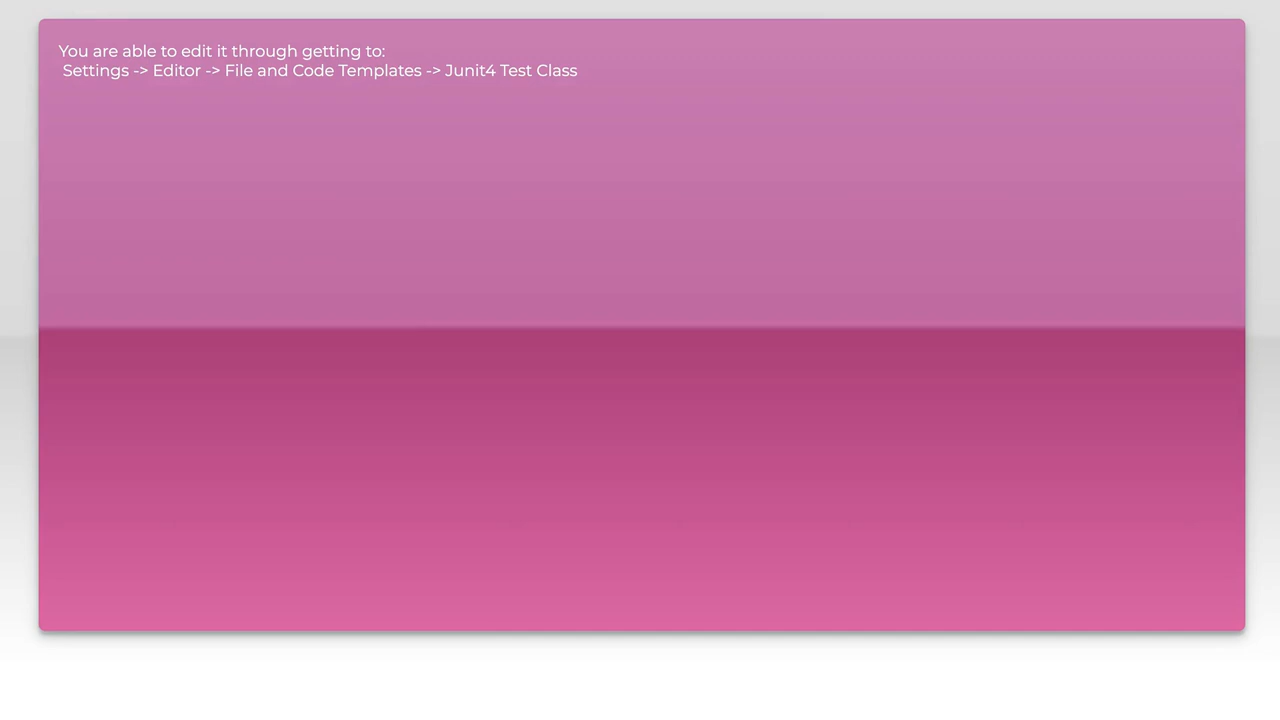 You are able to edit it through getting to:
Settings -> Editor -> File and Code Templates -> Junit4 Test Class